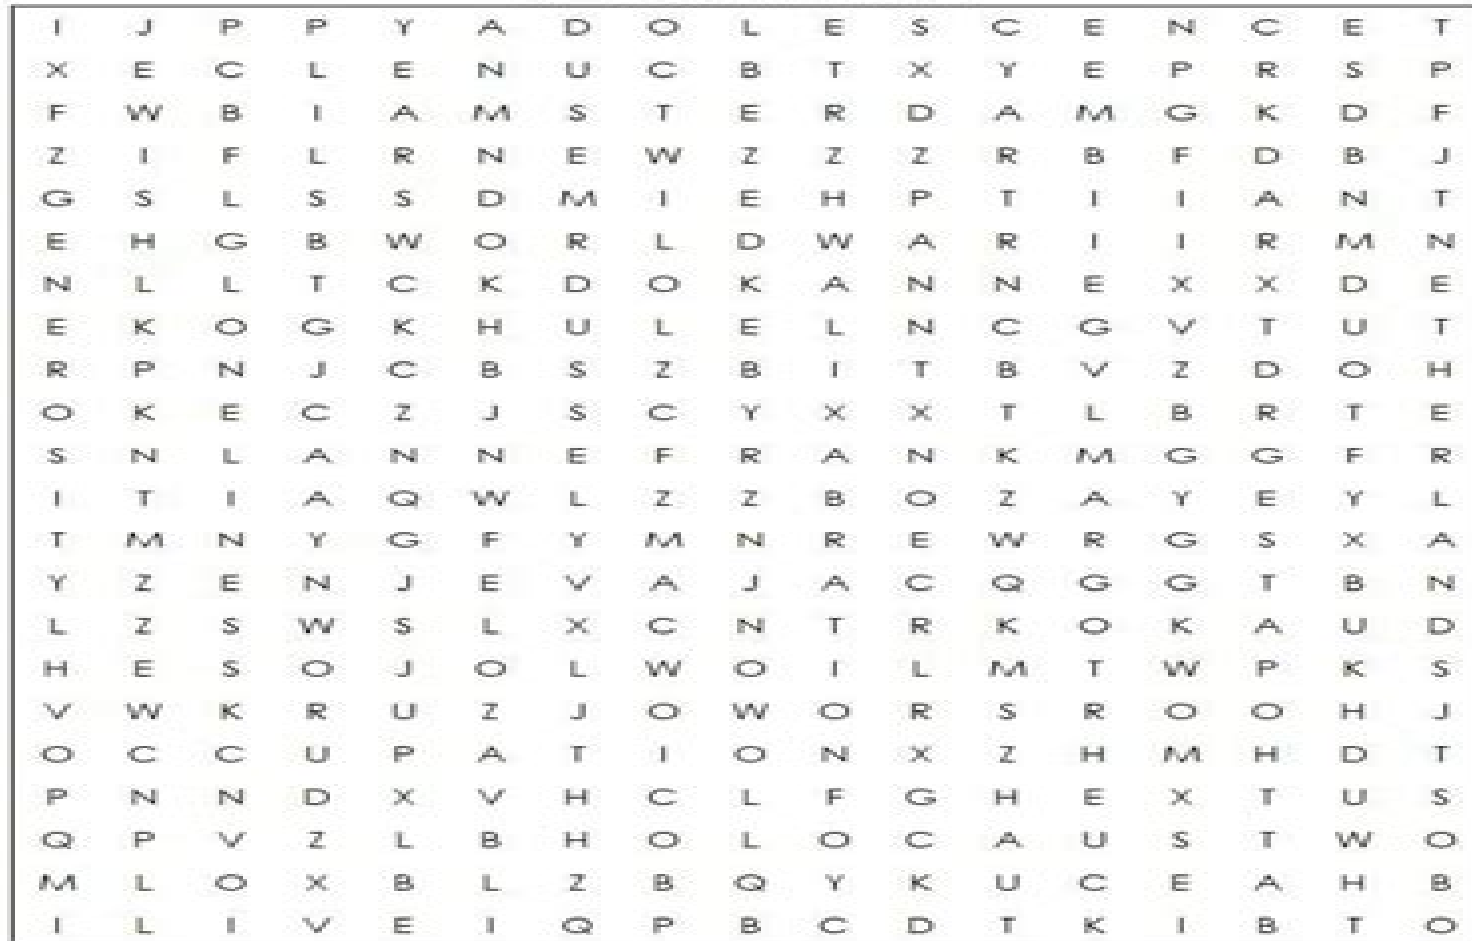 I J P P Y A D O L E S C E N C E T
X E C L E N U C B T X Y E P R S P
F W B I A M S T E R D A M G K D F
Z I F L R N E W Z Z Z R B F D B J
G S L S S D M I E H P T I I A N T
E H G B W O R L D W A R I I R M N
N L L T C K D O K A N N E X X D E
E K O G K H U L E L N C G V T U T
R P N J C B S Z B I T B V Z D O H
O K E C Z J S C Y X X T L B R T E
S N L A N N E F R A N K M G G F R
I T I A Q W L Z Z B O Z A Y E Y L
T M N Y G F Y M N R E W R G S X A
Y Z E N J E V A J A C Q G G T B N
L Z S W S L X C N T R K O K A U D
H E S O J O L W O I L M T W P K S
V W K R U Z J O W O R S R O O H J
O C C U P A T I O N X Z H M H D T
P N N D X V H C L F G H E X T U S
Q P V Z L B H O L O C A U S T W O
M L O X B L Z B Q Y K U C E A H B
I L I V E I Q P B C D T K I B T O